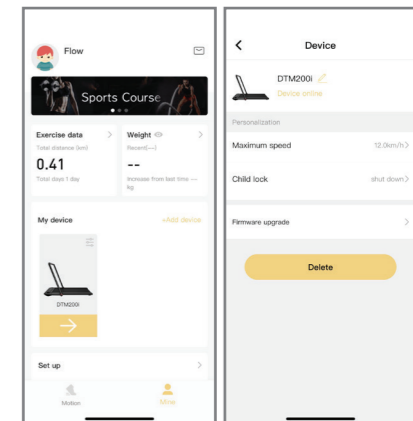 Flow
Sports Course
Exercise data
Total distance (km)
0.41
Total days 1 day
Weight
Recent(--)
--
Increase from last time --
kg
My device
+Add device
DTM200i
Set up
Motion
Mine
Device
DTM200i
Device online
Personalization
Maximum speed
12.0km/h
Child lock
shut down
Firmware upgrade
Delete